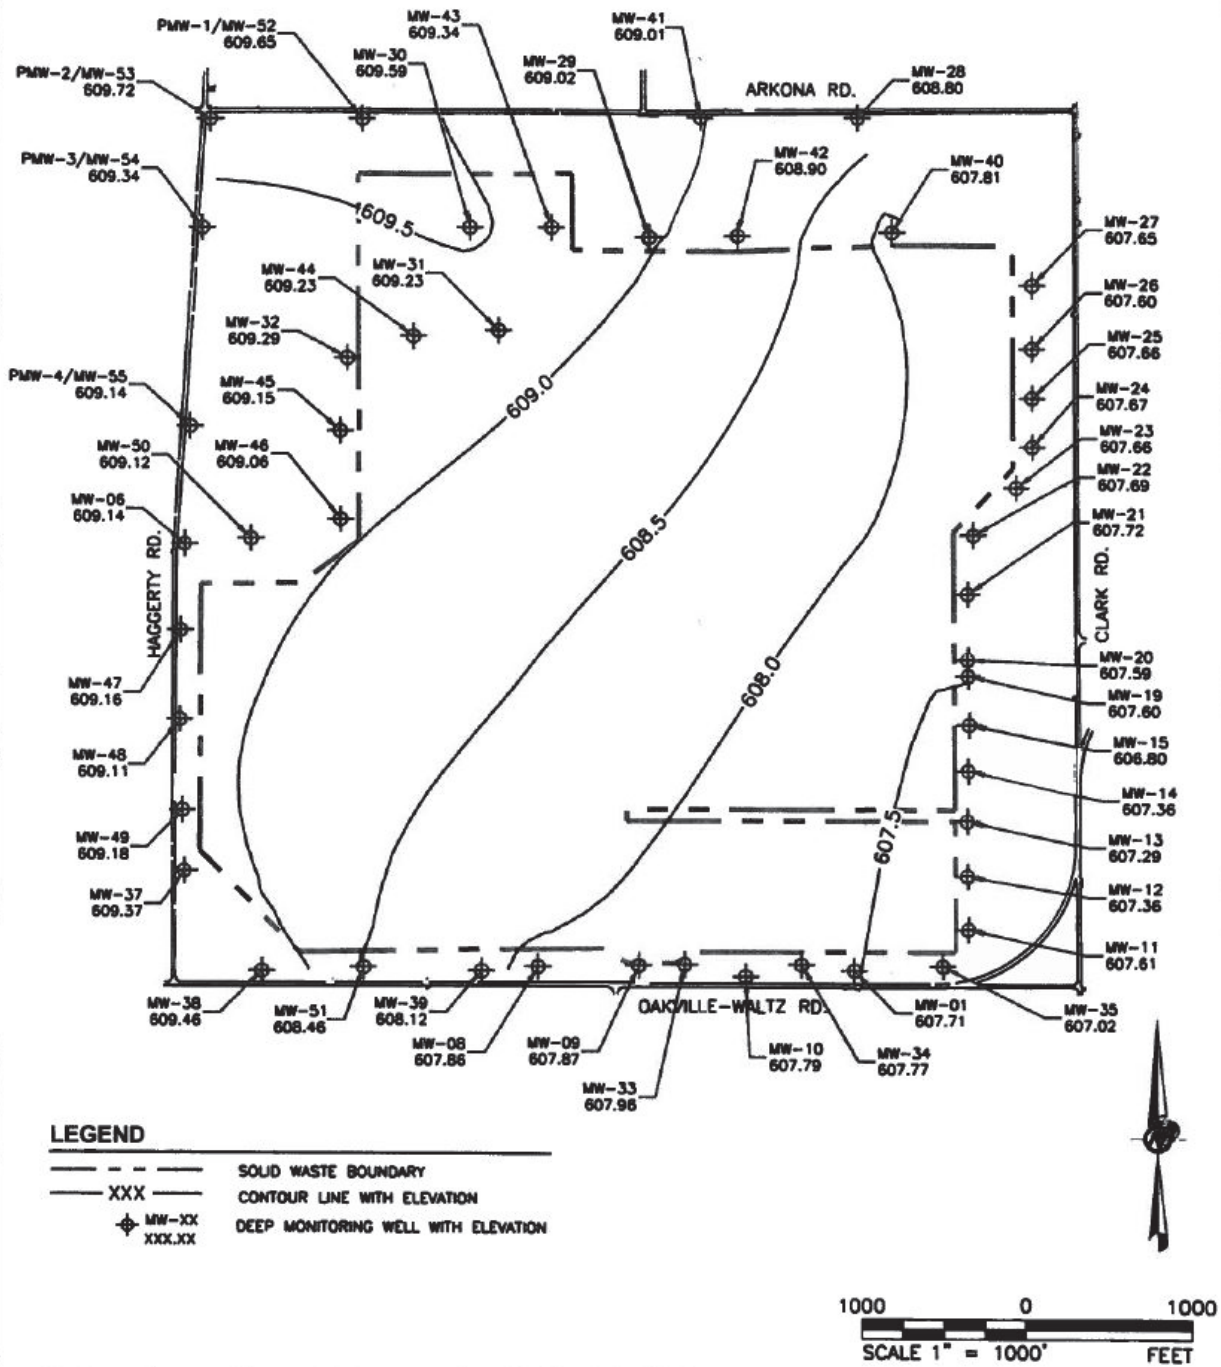 PMW-1/MW-52
609.65
MW-43
609.34
MW-41
609.01
MW-30
609.59
MW-29
609.02
PMW-2/MW-53
609.72
MW-28
608.80
ARKONA RD.
PMW-3/MW-54
609.34
MW-42
608.90
MW-40
607.81
609.5
MW-27
607.65
MW-44
609.23
MW-31
609.23
MW-26
607.60
MW-32
609.29
MW-25
607.66
PMW-4/MW-55
609.14
MW-45
609.15
609.0
MW-24
607.67
MW-50
609.12
MW-46
609.06
MW-23
607.66
MW-22
607.69
MW-06
609.14
608.5
MW-21
607.72
HAGGERTY RD.
CLARK RD.
MW-47
609.16
608.0
MW-20
607.59
MW-19
607.60
MW-48
609.11
MW-15
606.80
MW-14
607.36
MW-49
609.18
607.5
MW-13
607.29
MW-37
609.37
MW-12
607.36
MW-11
607.61
MW-38
609.46
MW-51
608.46
MW-39
608.12
OAKVILLE-WALTZ RD.
MW-01
607.71
MW-35
607.02
MW-08
607.86
MW-09
607.87
MW-10
607.79
MW-34
607.77
MW-33
607.96
LEGEND
SOLID WASTE BOUNDARY
XXX
CONTOUR LINE WITH ELEVATION
MW-XX
XXX.XX
DEEP MONITORING WELL WITH ELEVATION
1000 0 1000
SCALE 1" = 1000' FEET